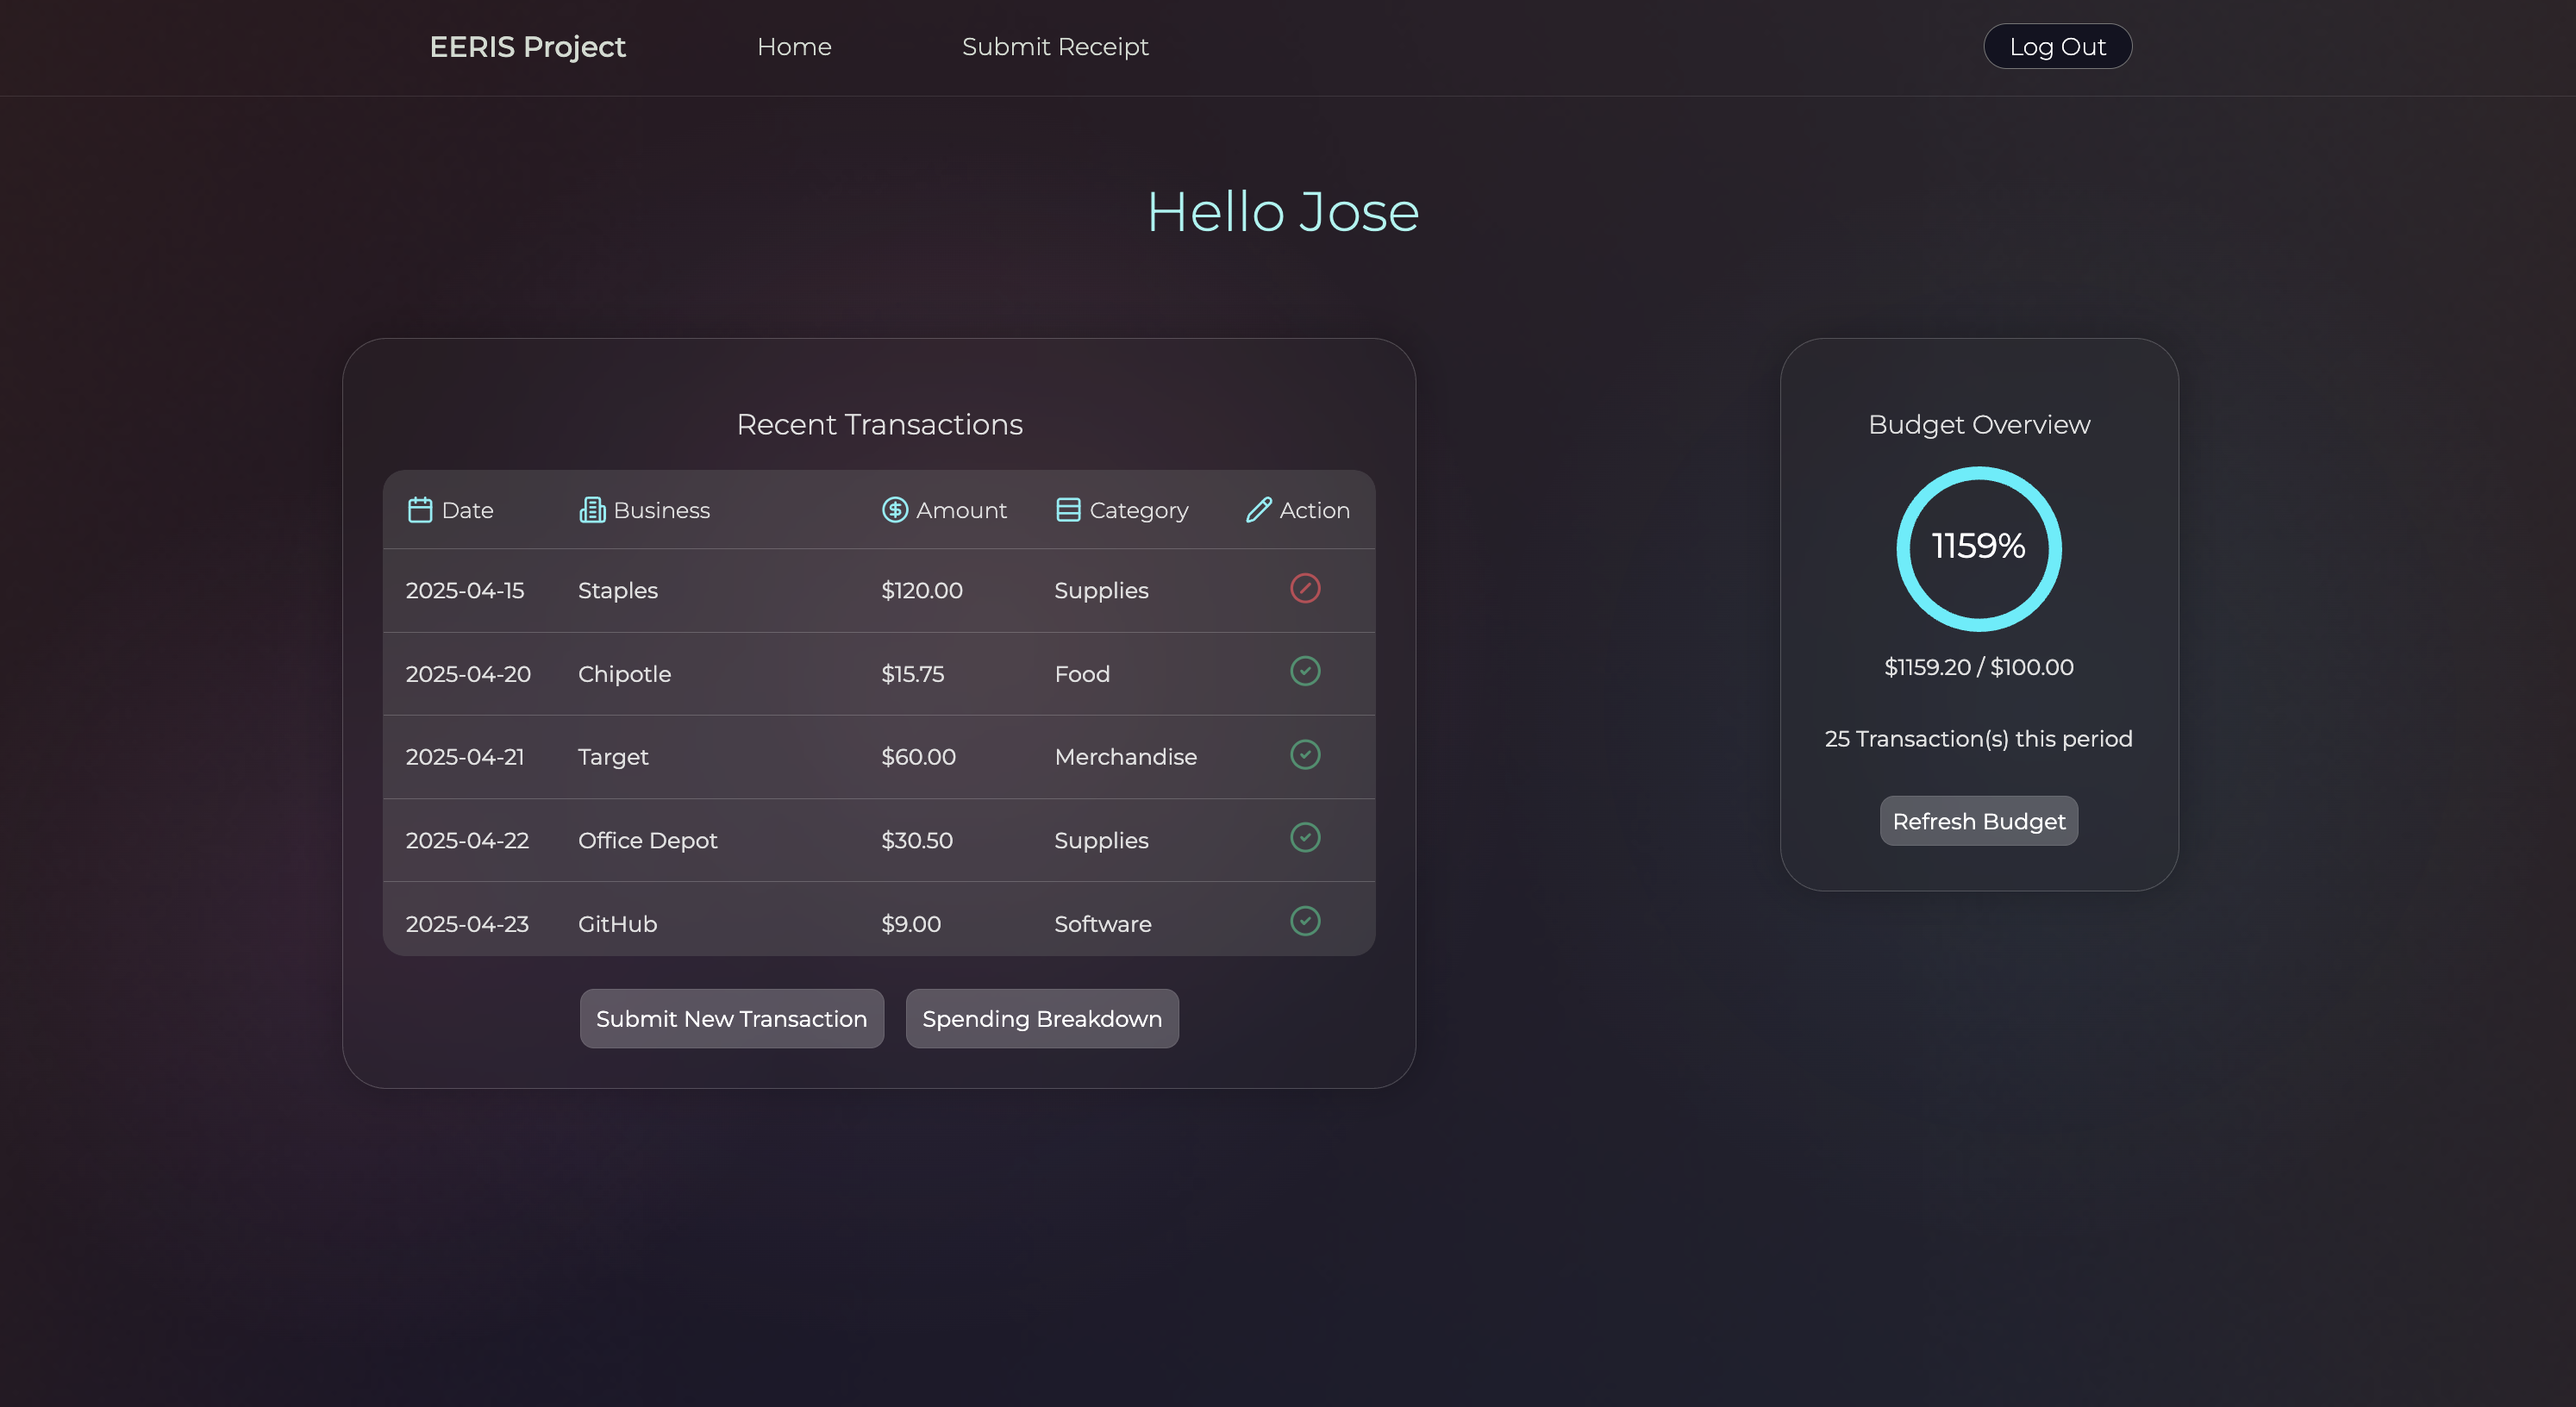 EERIS Project Home Submit Receipt Log Out
Hello Jose
Recent Transactions
Date Business Amount Category Action
2025-04-15 Staples $120.00 Supplies
2025-04-20 Chipotle $15.75 Food
2025-04-21 Target $60.00 Merchandise
2025-04-22 Office Depot $30.50 Supplies
2025-04-23 GitHub $9.00 Software
Submit New Transaction Spending Breakdown
Budget Overview
1159%
$1159.20 / $100.00
25 Transaction(s) this period
Refresh Budget